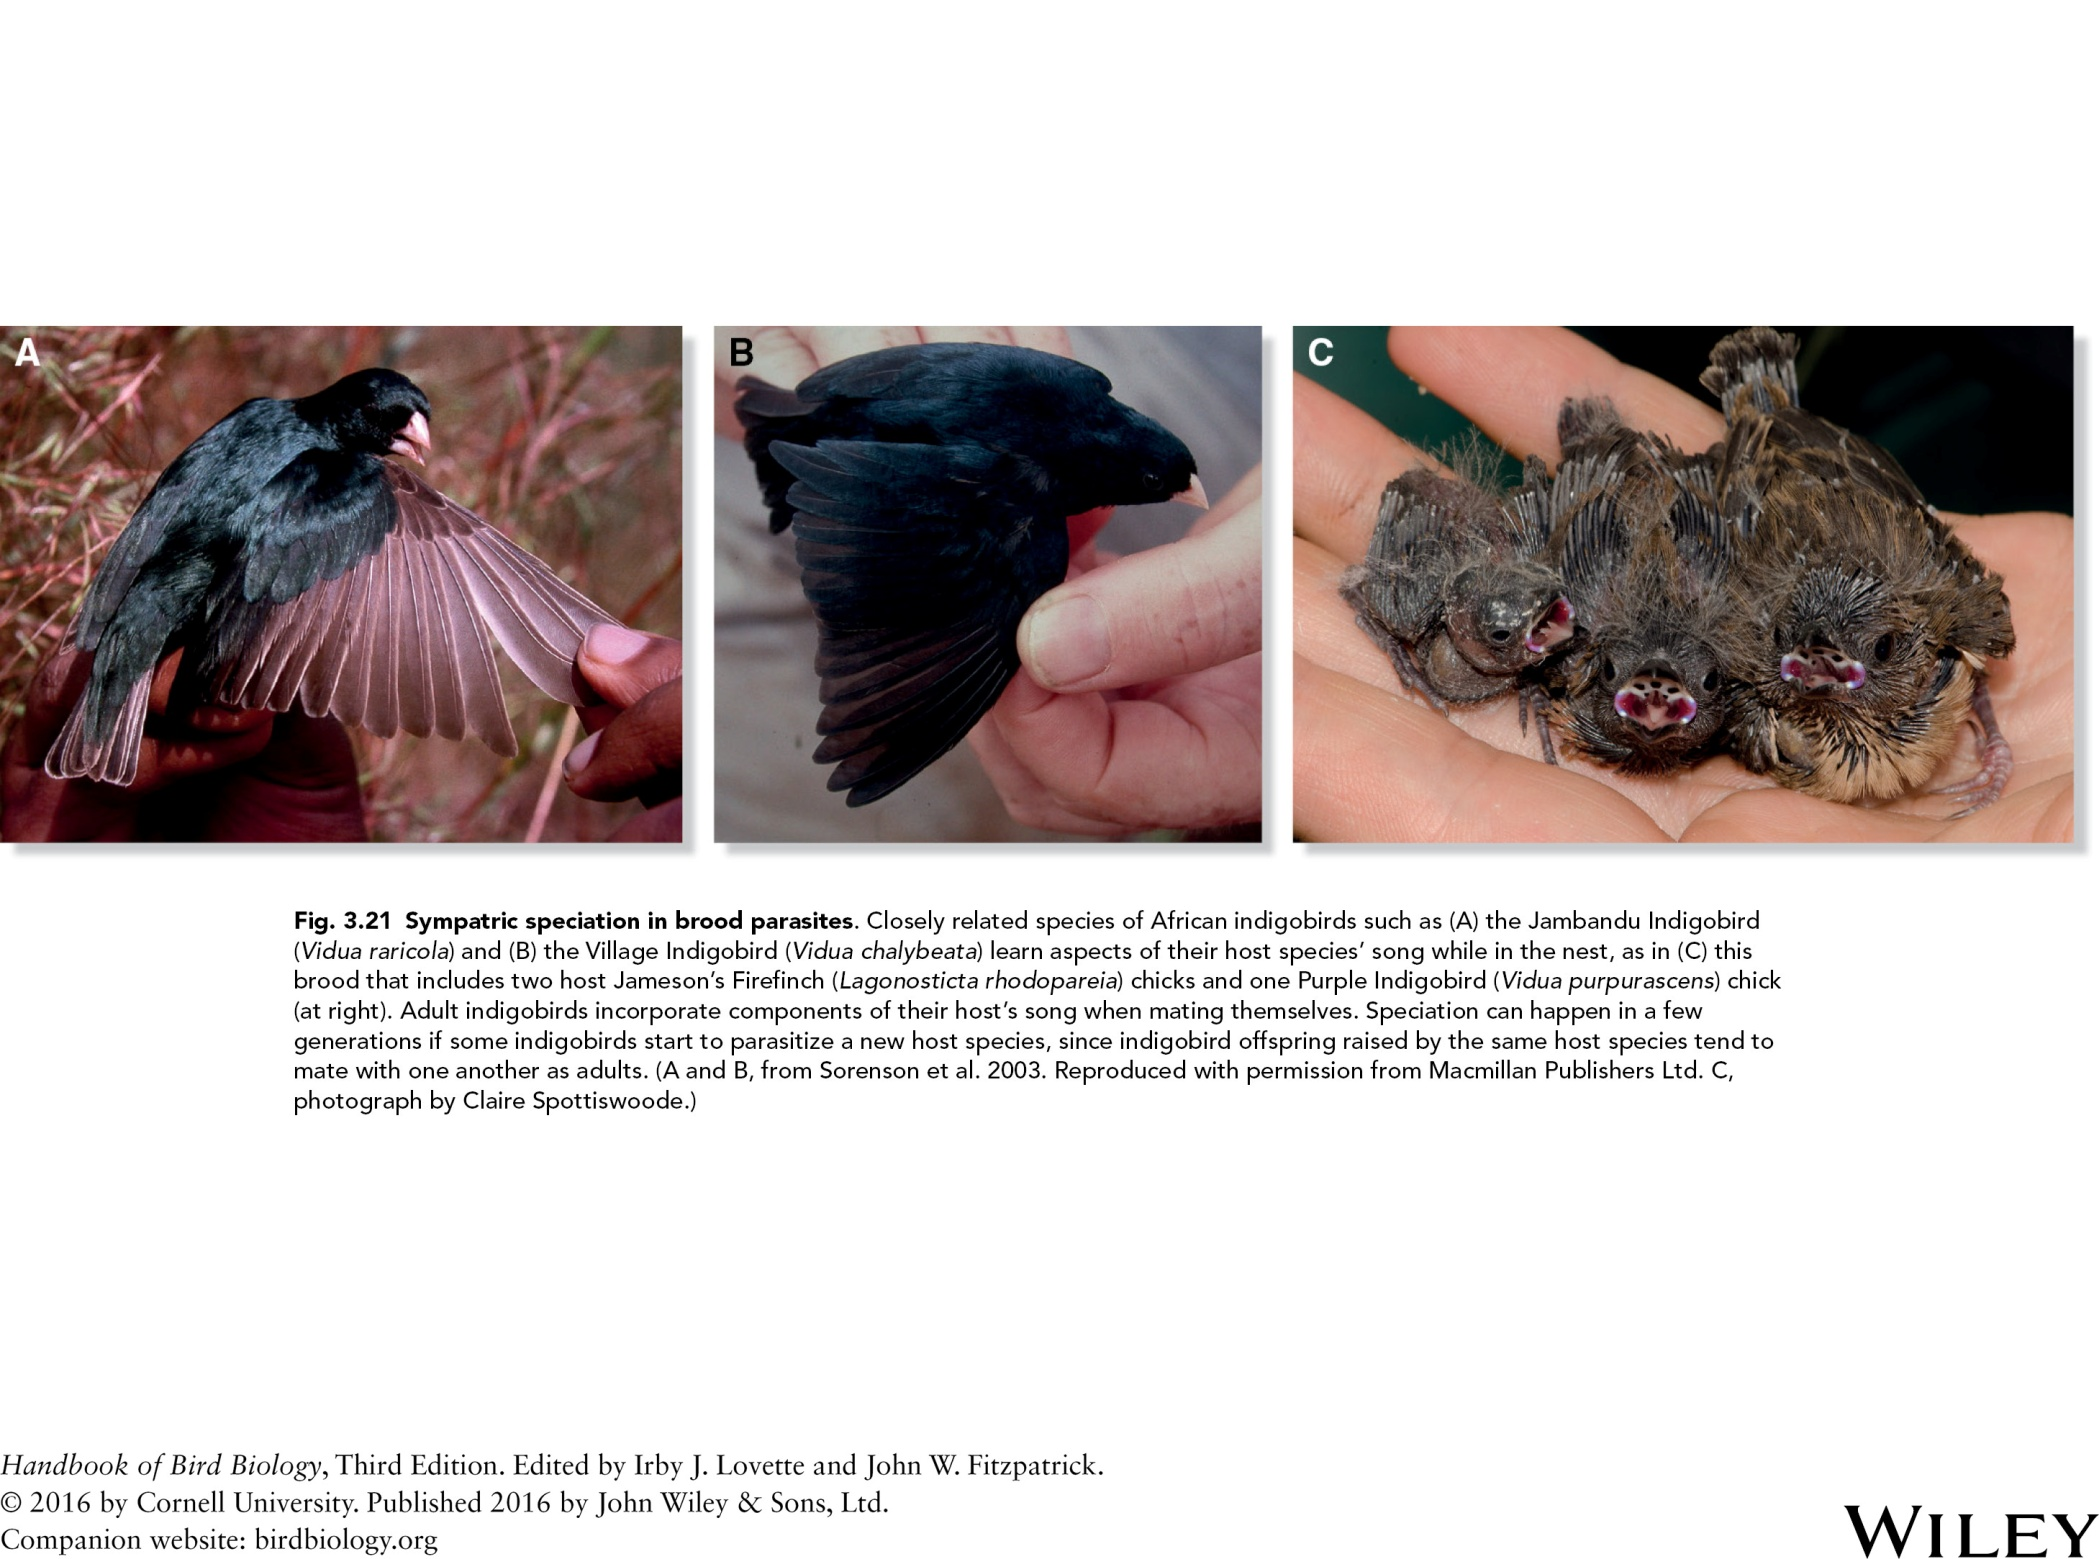 A
B
C
Fig. 3.21 Sympatric speciation in brood parasites. Closely related species of African indigobirds such as (A) the Jambandu Indigobird
(Vidua raricola) and (B) the Village Indigobird (Vidua chalybeata) learn aspects of their host species’ song while in the nest, as in (C) this
brood that includes two host Jameson’s Firefinch (Lagonosticta rhodopareia) chicks and one Purple Indigobird (Vidua purpurascens) chick
(at right). Adult indigobirds incorporate components of their host’s song when mating themselves. Speciation can happen in a few
generations if some indigobirds start to parasitize a new host species, since indigobird offspring raised by the same host species tend to
mate with one another as adults. (A and B, from Sorenson et al. 2003. Reproduced with permission from Macmillan Publishers Ltd. C,
photograph by Claire Spottiswoode.)
Handbook of Bird Biology, Third Edition. Edited by Irby J. Lovette and John W. Fitzpatrick.
© 2016 by Cornell University. Published 2016 by John Wiley & Sons, Ltd.
Companion website: birdbiology.org
WILEY